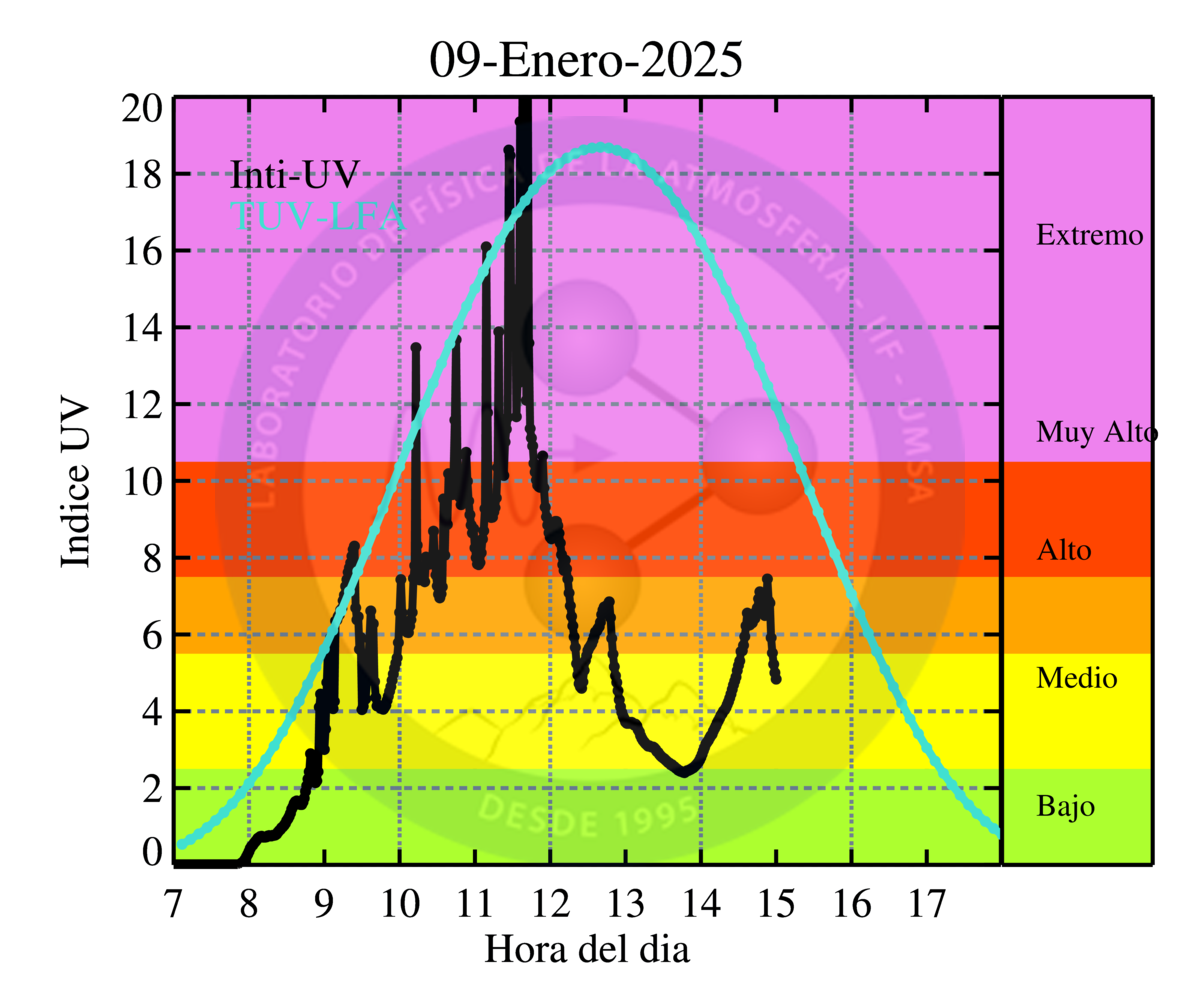 09-Enero-2025
20
18
16
14
12
10
8
6
4
2
0
Indice UV
Inti-UV
TUV-LFA
LABORATORIO DE FÍSICA DE LA ATMÓSFERA - IIF - UMSA
DESDE 1995
Extremo
Muy Alto
Alto
Medio
Bajo
7 8 9 10 11 12 13 14 15 16 17
Hora del dia